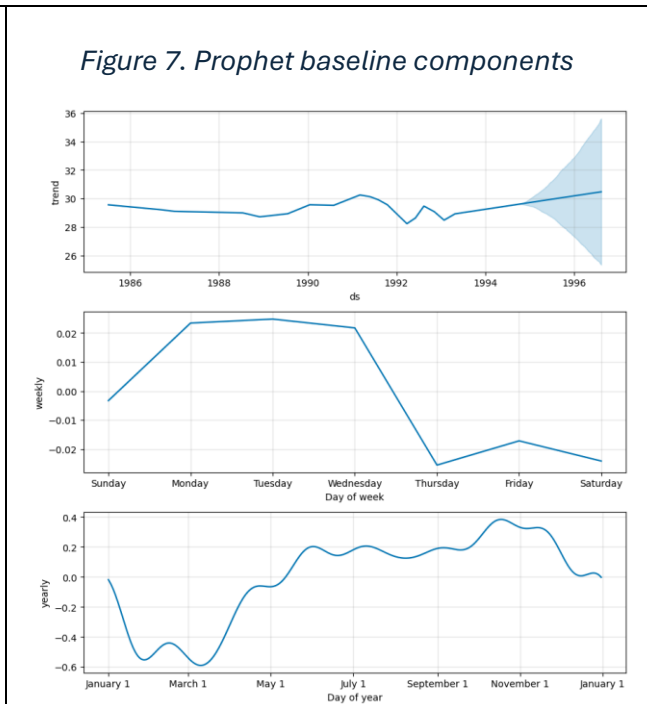 Figure 7. Prophet baseline components
36
34
32
30
28
26
trend
1986 1988 1990 1992 1994 1996
ds
0.02
0.01
0.00
−0.01
−0.02
weekly
Sunday Monday Tuesday Wednesday Thursday Friday Saturday
Day of week
0.4
0.2
0.0
−0.2
−0.4
−0.6
yearly
January 1 March 1 May 1 July 1 September 1 November 1 January 1
Day of year